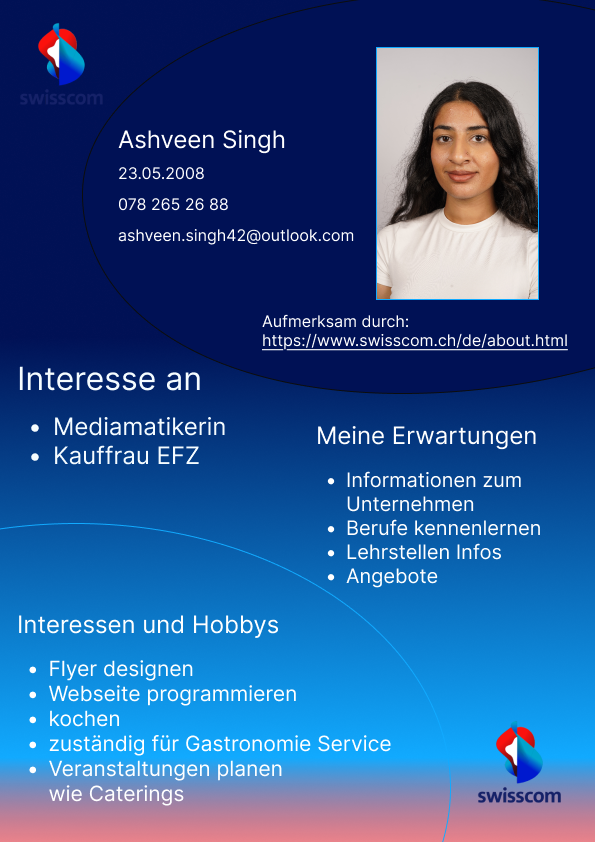 swisscom
Ashveen Singh
23.05.2008
078 265 26 88
ashveen.singh42@outlook.com
Aufmerksam durch:
https://www.swisscom.ch/de/about.html
Interesse an
• Mediamatikerin
• Kauffrau EFZ
Meine Erwartungen
• Informationen zum
Unternehmen
• Berufe kennenlernen
• Lehrstellen Infos
• Angebote
Interessen und Hobbys
• Flyer designen
• Webseite programmieren
• kochen
• zuständig für Gastronomie Service
• Veranstaltungen planen
wie Caterings
swisscom